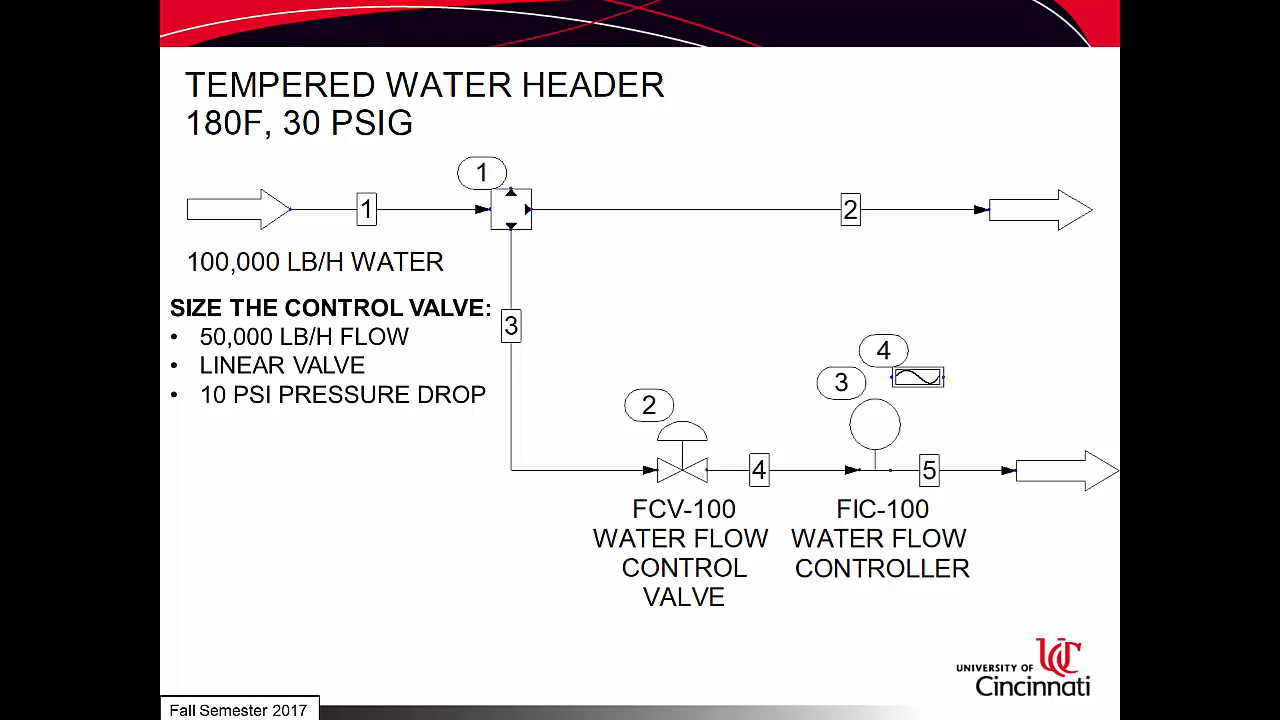 TEMPERED WATER HEADER
180F, 30 PSIG
1
1
2
100,000 LB/H WATER
SIZE THE CONTROL VALVE:
• 50,000 LB/H FLOW
• LINEAR VALVE
• 10 PSI PRESSURE DROP
3
4
3
2
4
5
FCV-100
WATER FLOW
CONTROL
VALVE
FIC-100
WATER FLOW
CONTROLLER
UNIVERSITY OF
UC
Cincinnati
Fall Semester 2017